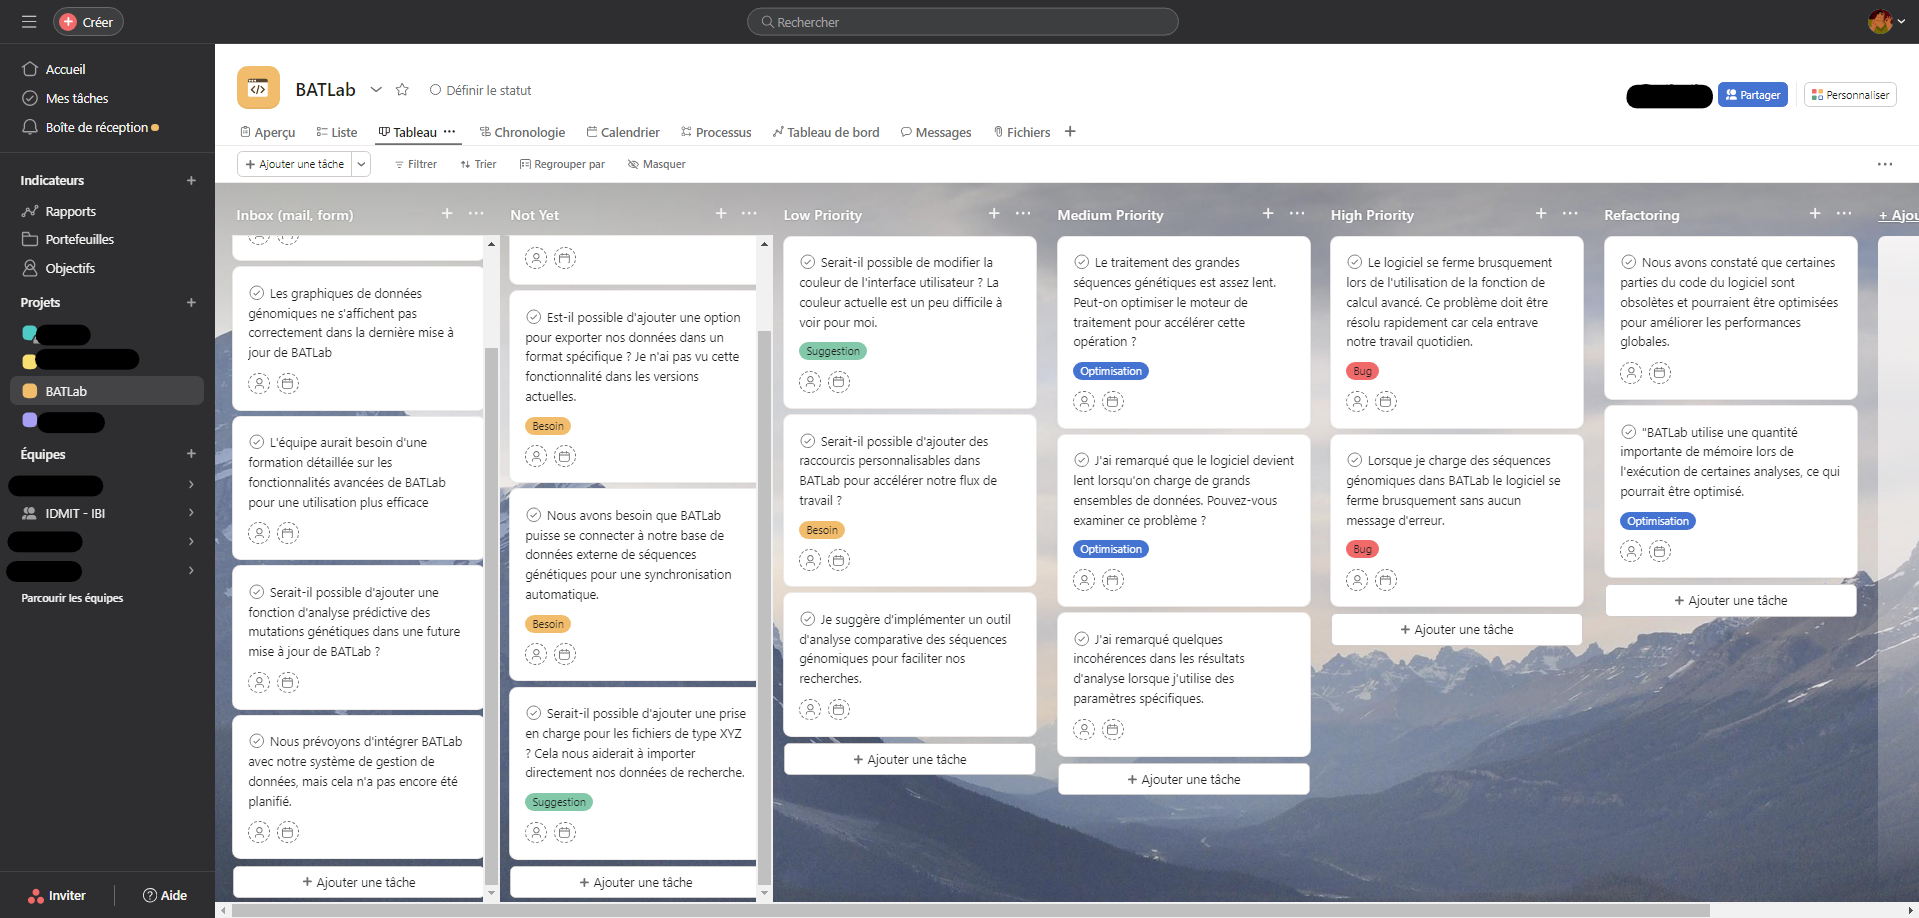 Créer
Rechercher
Accueil
Mes tâches
Boîte de réception
Indicateurs
Rapports
Portefeuilles
Objectifs
Projets
BATLab
Équipes
IDMIT - IBI
Parcourir les équipes
Inviter
Aide
BATLab
Définir le statut
Partager
Personnaliser
Aperçu
Liste
Tableau
Chronologie
Calendrier
Processus
Tableau de bord
Messages
Fichiers
Ajouter une tâche
Filtrer
Trier
Regrouper par
Masquer
Inbox (mail, form)
Les graphiques de données
génomiques ne s'affichent pas
correctement dans la dernière mise à
jour de BATLab
L'équipe aurait besoin d'une
formation détaillée sur les
fonctionnalités avancées de BATLab
pour une utilisation plus efficace
Serait-il possible d'ajouter une
fonction d'analyse prédictive des
mutations génétiques dans une future
mise à jour de BATLab ?
Nous prévoyons d'intégrer BATLab
avec notre système de gestion de
données, mais cela n'a pas encore été
planifié.
+ Ajouter une tâche
Not Yet
Est-il possible d'ajouter une option
pour exporter nos données dans un
format spécifique ? Je n'ai pas vu cette
fonctionnalité dans les versions
actuelles.
Besoin
Nous avons besoin que BATLab
puisse se connecter à notre base de
données externe de séquences
génétiques pour une synchronisation
automatique.
Besoin
Serait-il possible d'ajouter une prise
en charge pour les fichiers de type XYZ
? Cela nous aiderait à importer
directement nos données de recherche.
Suggestion
+ Ajouter une tâche
Low Priority
Serait-il possible de modifier la
couleur de l'interface utilisateur ? La
couleur actuelle est un peu difficile à
voir pour moi.
Suggestion
Serait-il possible d'ajouter des
raccourcis personnalisables dans
BATLab pour accélérer notre flux de
travail ?
Besoin
Je suggère d'implémenter un outil
d'analyse comparative des séquences
génomiques pour faciliter nos
recherches.
+ Ajouter une tâche
Medium Priority
Le traitement des grandes
séquences génétiques est assez lent.
Peut-on optimiser le moteur de
traitement pour accélérer cette
opération ?
Optimisation
J'ai remarqué que le logiciel devient
lent lorsqu'on charge de grands
ensembles de données. Pouvez-vous
examiner ce problème ?
Optimisation
J'ai remarqué quelques
incohérences dans les résultats
d'analyse lorsque j'utilise des
paramètres spécifiques.
+ Ajouter une tâche
High Priority
Le logiciel se ferme brusquement
lors de l'utilisation de la fonction de
calcul avancé. Ce problème doit être
résolu rapidement car cela entrave
notre travail quotidien.
Bug
Lorsque je charge des séquences
génomiques dans BATLab le logiciel se
ferme brusquement sans aucun
message d'erreur.
Bug
+ Ajouter une tâche
Refactoring
Nous avons constaté que certaines
parties du code du logiciel sont
obsolètes et pourraient être optimisées
pour améliorer les performances
globales.
"BATLab utilise une quantité
importante de mémoire lors de
l'exécution de certaines analyses, ce qui
pourrait être optimisé.
Optimisation
+ Ajouter une tâche
+ Ajou